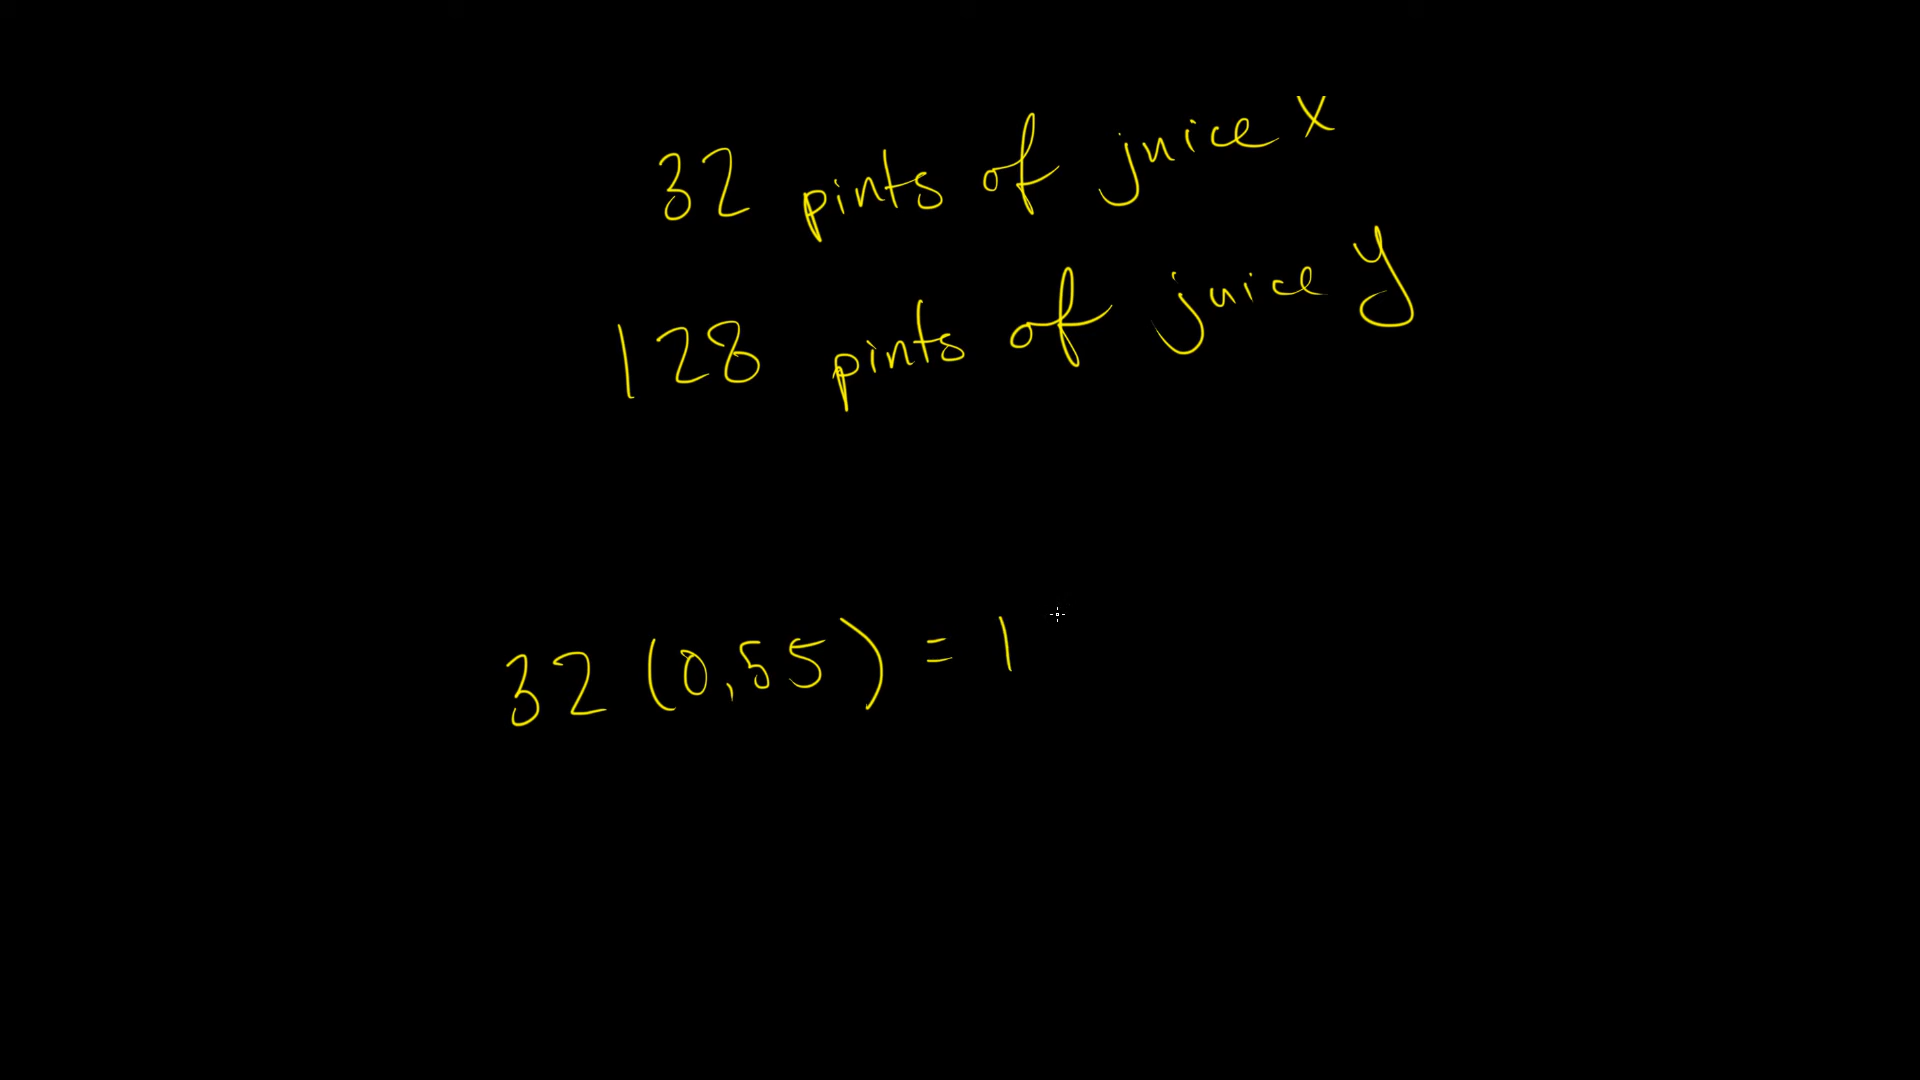 32 pints of juice X
128 pints of juice y
32 (0,55) = 1